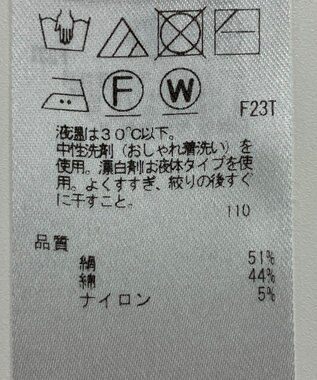 F W
F23T
液温は３０℃以下。
中性洗剤（おしゃれ着洗い）を
使用。漂白剤は液体タイプを使
用。よくすすぎ、絞りの後すぐ
に干すこと。
110
品質
絹 51%
綿 44%
ナイロン 5%